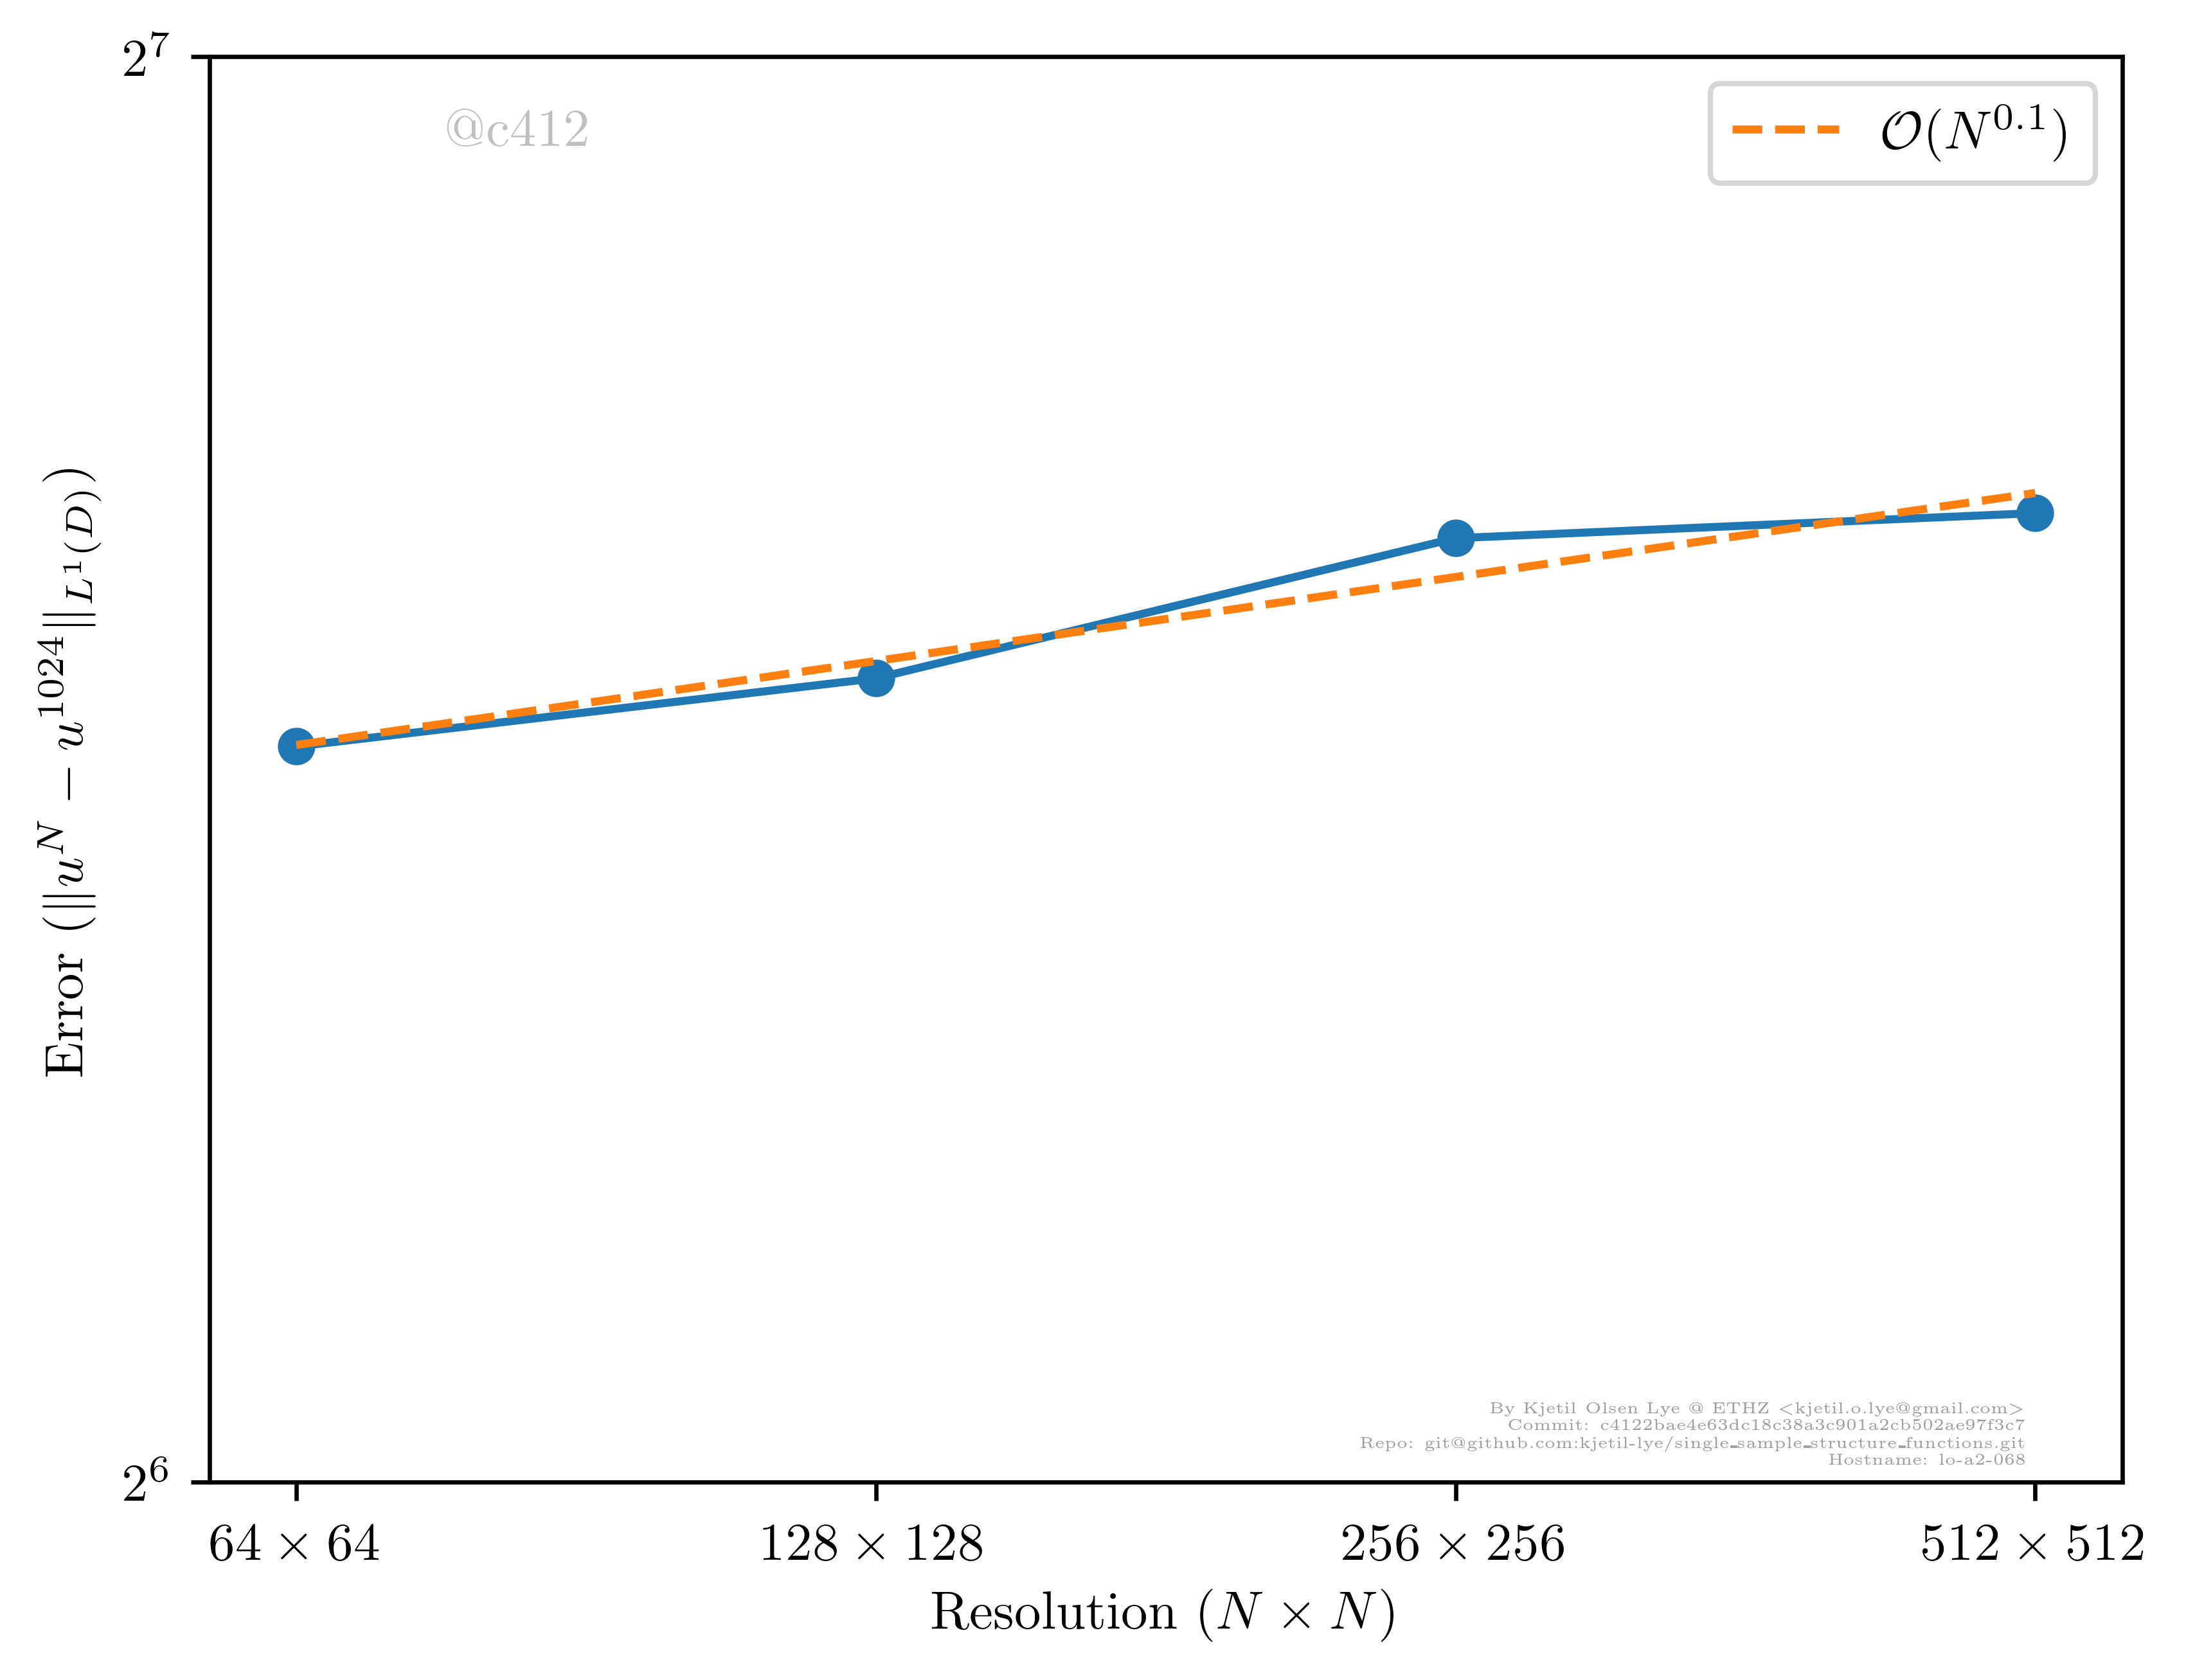 2^7
@c412
𝒪(N^{0.1})
Error (||u^N − u^{1024}||_{L^1(D)})
By Kjetil Olsen Lye @ ETHZ <kjetil.o.lye@gmail.com>
Commit: c4122bae4e63dc18c38a3c901a2cb502ae97f3c7
Repo: git@github.com:kjetil-lye/single_sample_structure_functions.git
Hostname: lo-a2-068
2^6
64 × 64 128 × 128 256 × 256 512 × 512
Resolution (N × N)